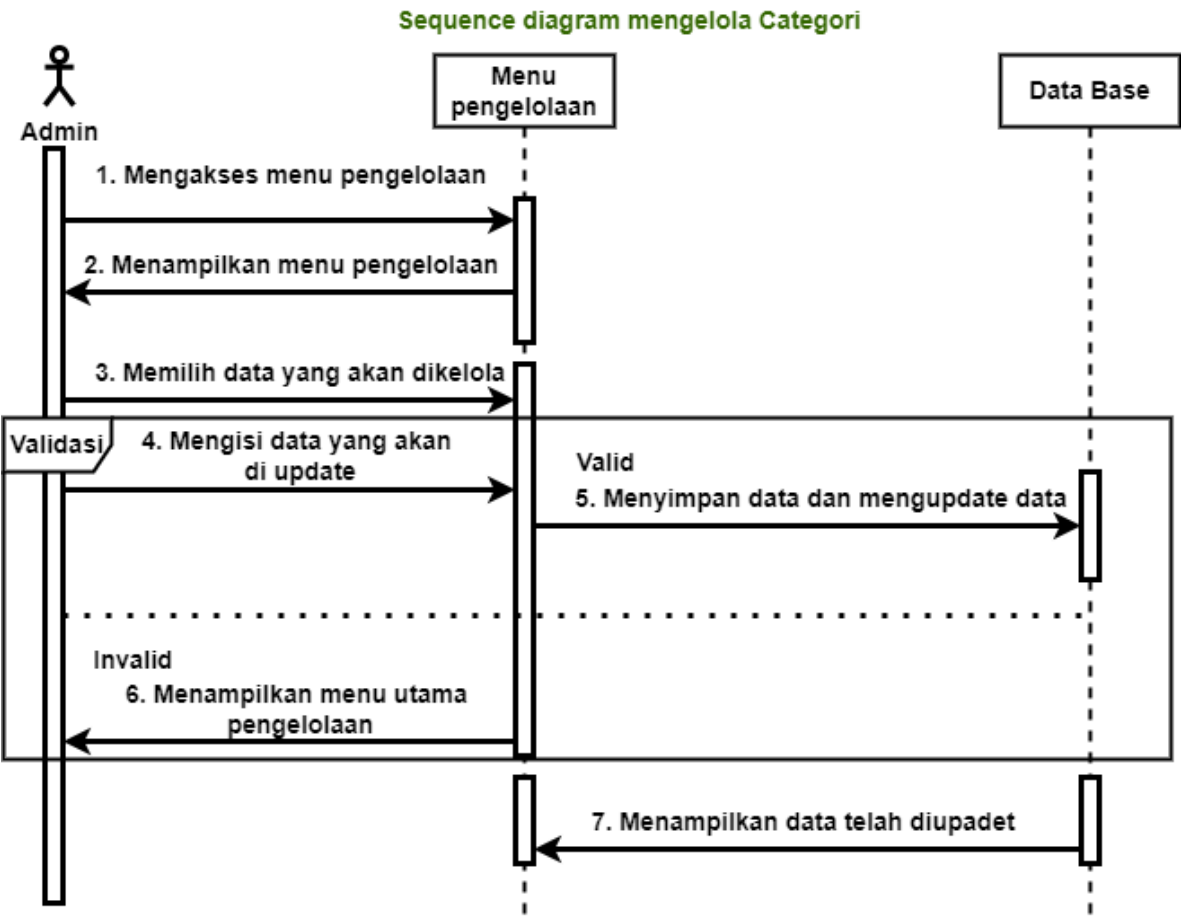 Sequence diagram mengelola Categori
Admin
Menu
pengelolaan
Data Base
1. Mengakses menu pengelolaan
2. Menampilkan menu pengelolaan
3. Memilih data yang akan dikelola
Validasi
4. Mengisi data yang akan
di update
Valid
5. Menyimpan data dan mengupdate data
Invalid
6. Menampilkan menu utama
pengelolaan
7. Menampilkan data telah diupadet